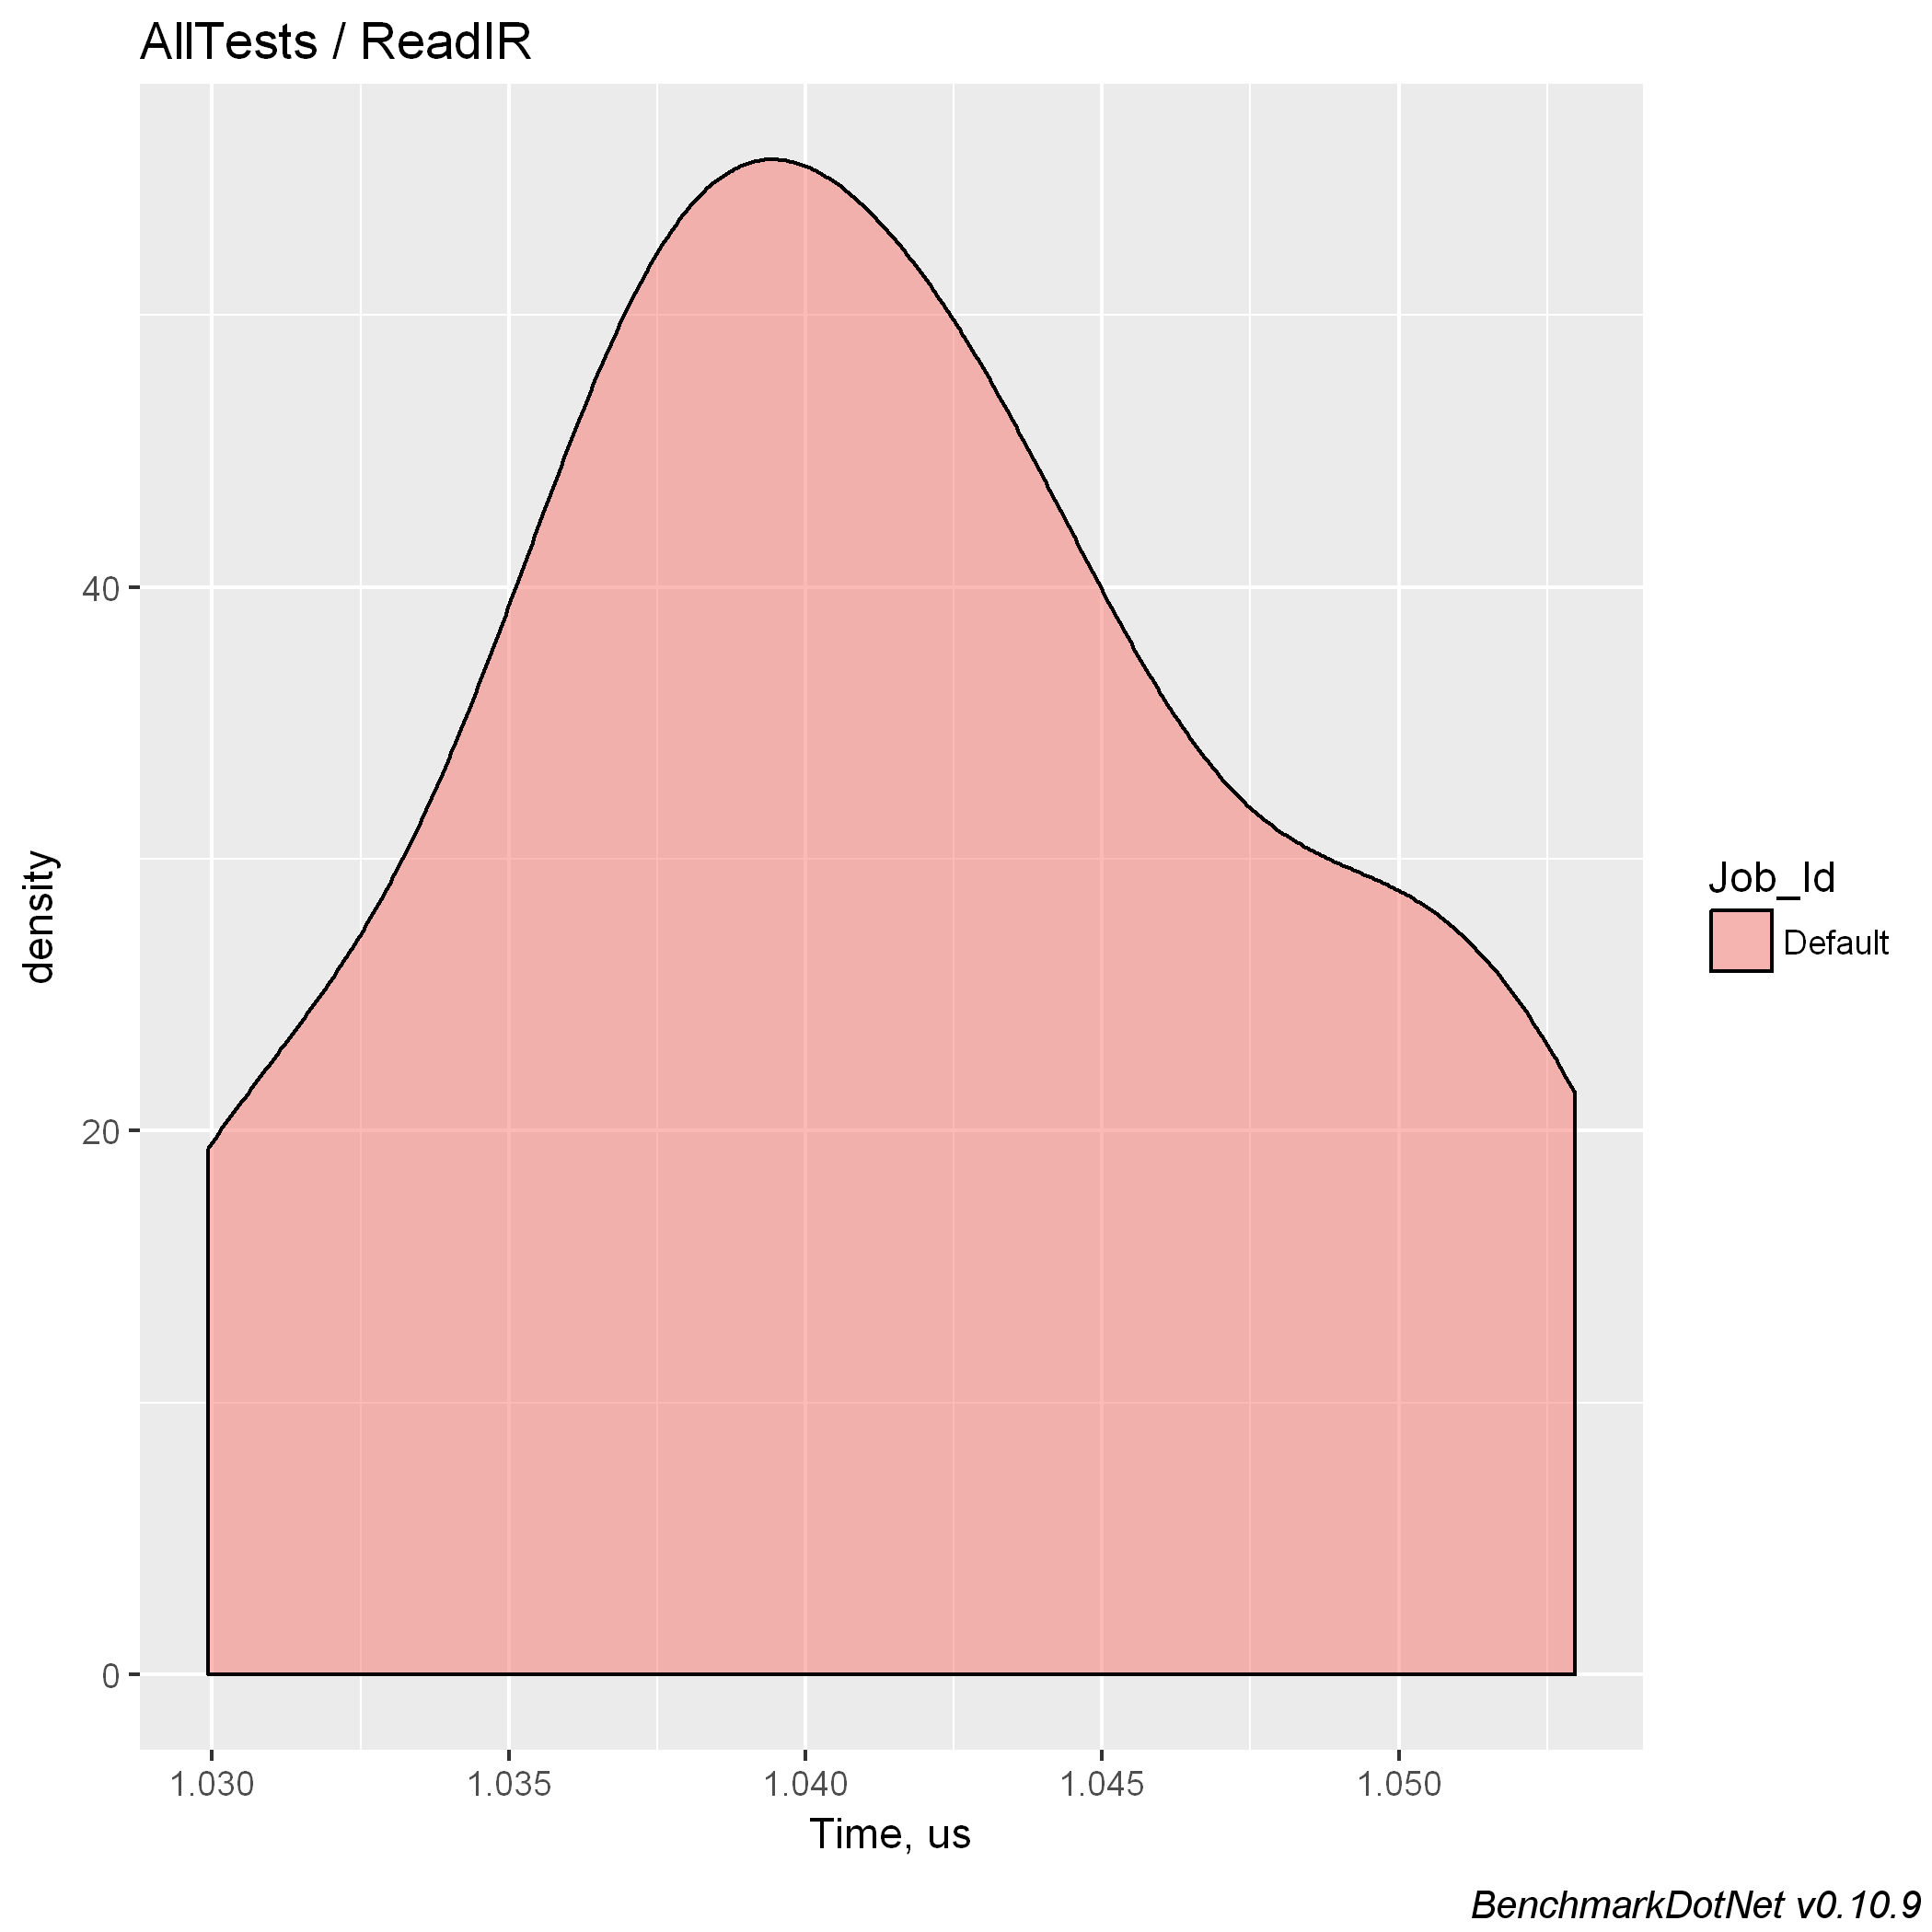 AllTests / ReadIR
density
40
20
0
1.030 1.035 1.040 1.045 1.050
Time, us
Job_Id
Default
BenchmarkDotNet v0.10.9